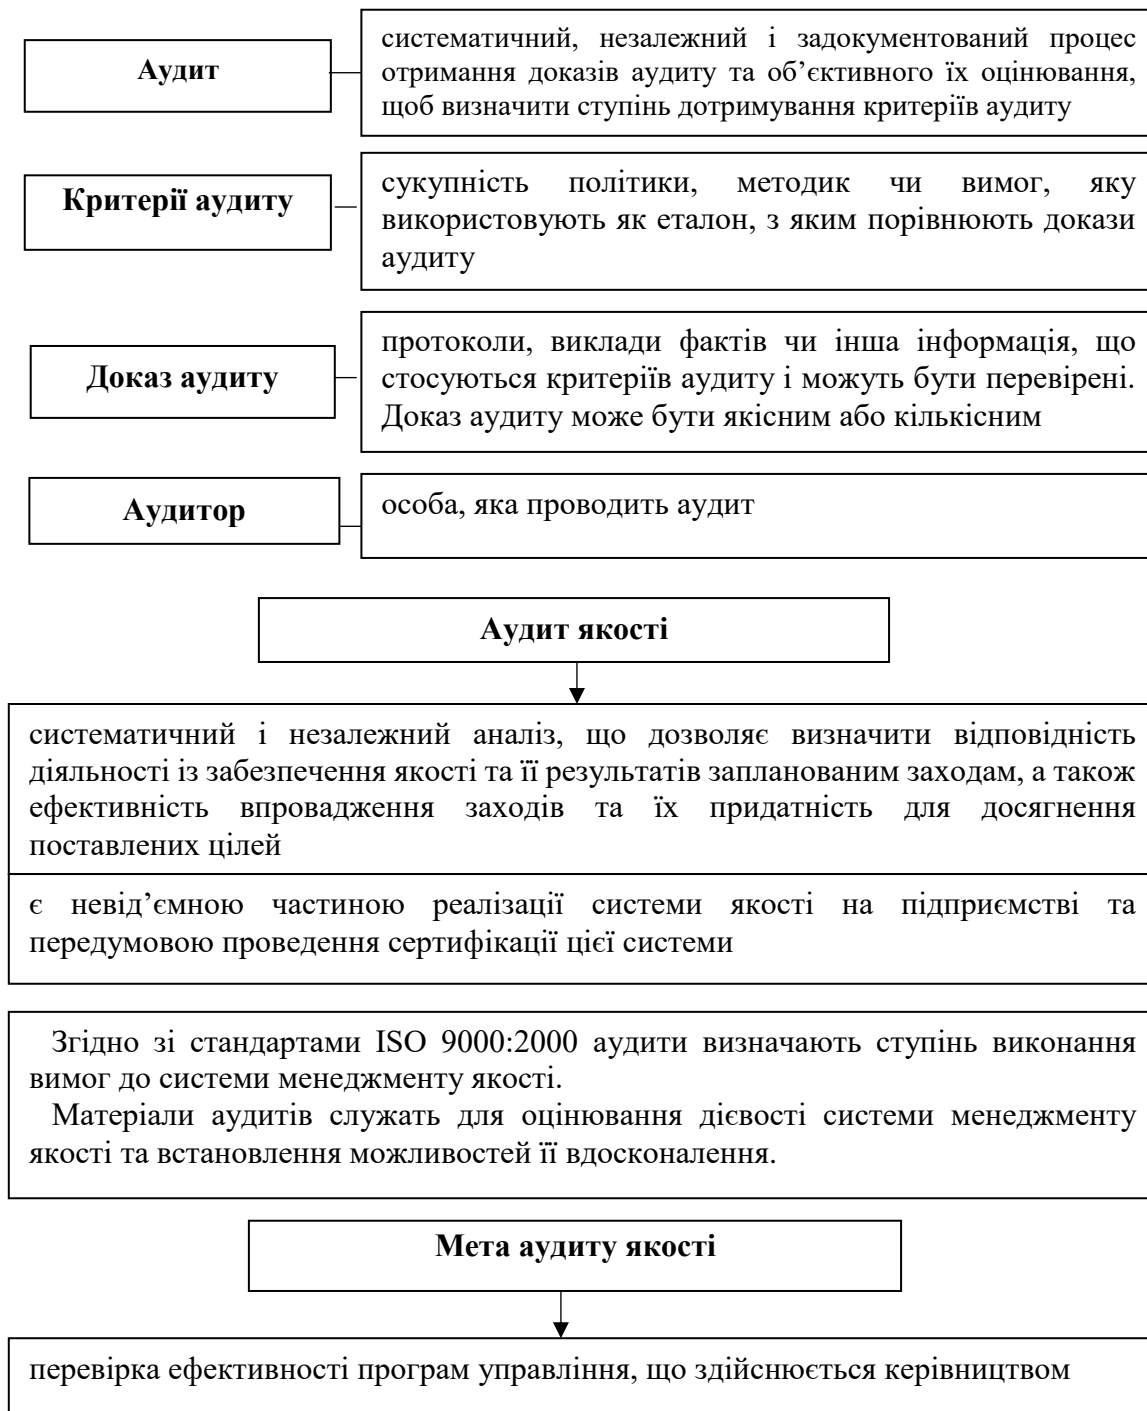 Аудит
систематичний, незалежний і задокументований процес
отримання доказів аудиту та об’єктивного їх оцінювання,
щоб визначити ступінь дотримування критеріїв аудиту
Критерії аудиту
сукупність політики, методик чи вимог, яку
використовують як еталон, з яким порівнюють докази
аудиту
Доказ аудиту
протоколи, виклади фактів чи інша інформація, що
стосуються критеріїв аудиту і можуть бути перевірені.
Доказ аудиту може бути якісним або кількісним
Аудитор
особа, яка проводить аудит
Аудит якості
систематичний і незалежний аналіз, що дозволяє визначити відповідність
діяльності із забезпечення якості та її результатів запланованим заходам, а також
ефективність впровадження заходів та їх придатність для досягнення
поставлених цілей
є невід’ємною частиною реалізації системи якості на підприємстві та
передумовою проведення сертифікації цієї системи
Згідно зі стандартами ISO 9000:2000 аудити визначають ступінь виконання
вимог до системи менеджменту якості.
Матеріали аудитів служать для оцінювання дієвості системи менеджменту
якості та встановлення можливостей її вдосконалення.
Мета аудиту якості
перевірка ефективності програм управління, що здійснюється керівництвом